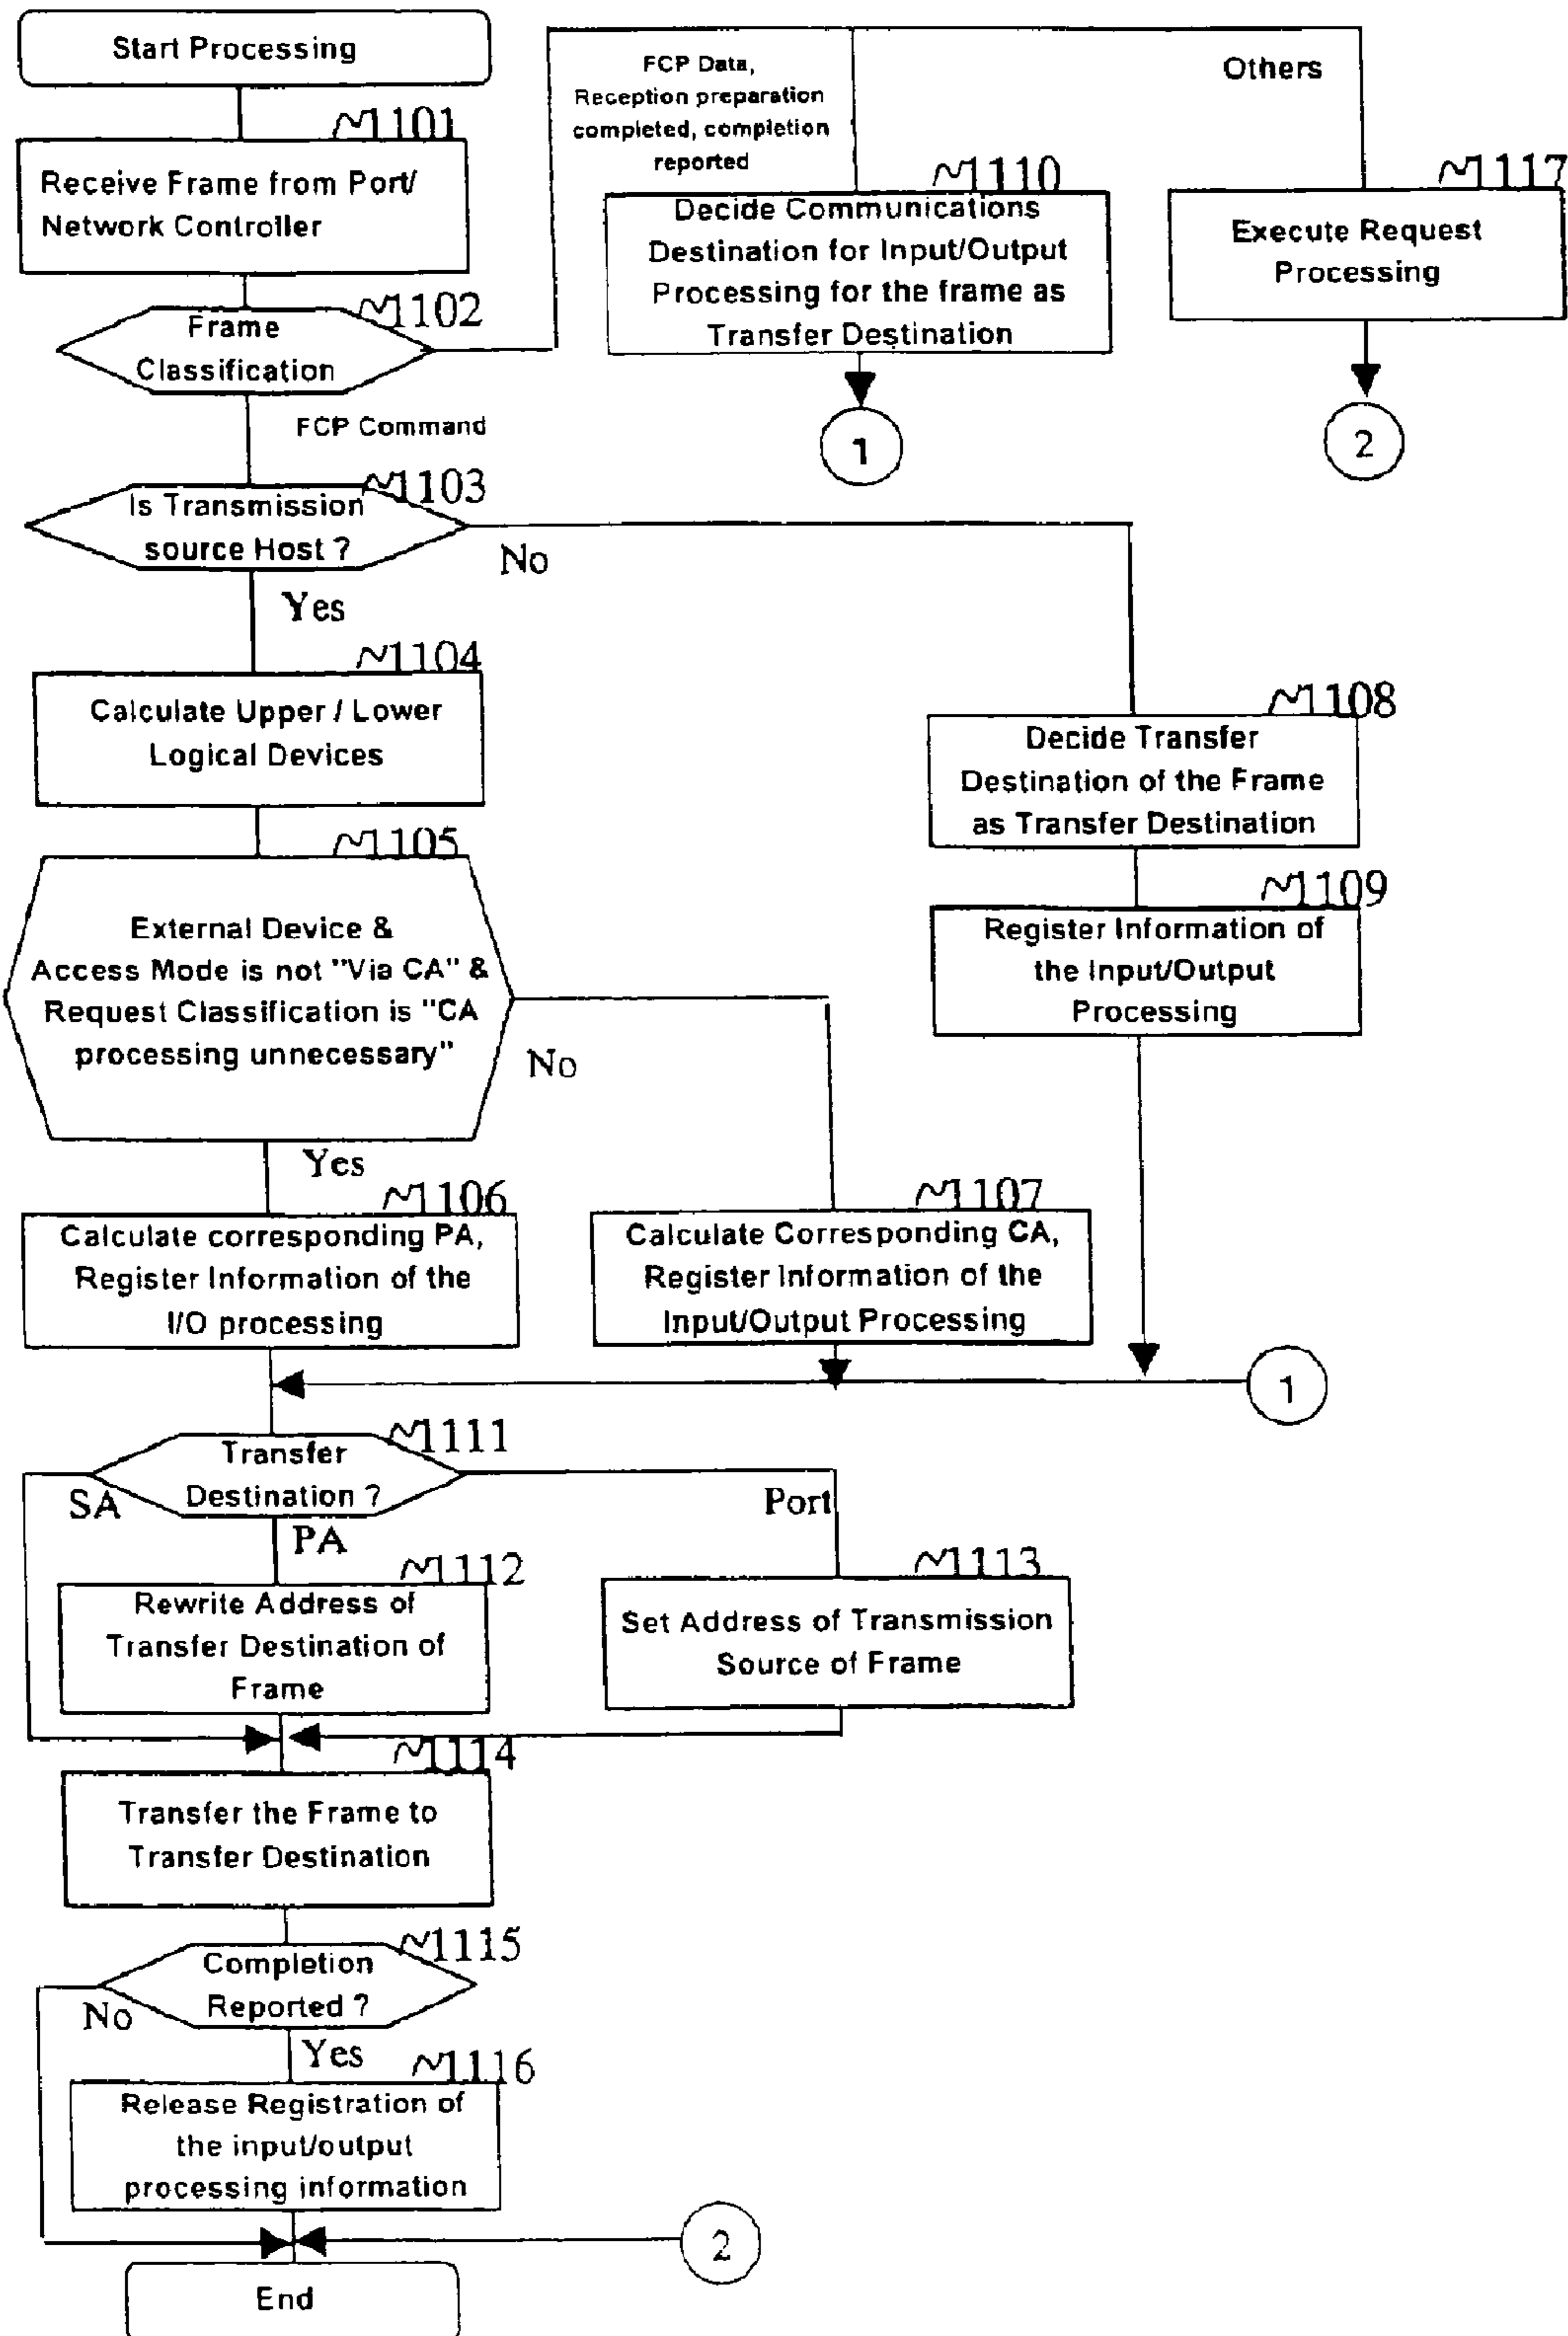 Start Processing
1101
Receive Frame from Port/
Network Controller
1102
Frame
Classification
FCP Data,
Reception preparation
completed, completion
reported
Others
1110
Decide Communications
Destination for Input/Output
Processing for the frame as
Transfer Destination
1
1117
Execute Request
Processing
2
FCP Command
1103
Is Transmission
source Host ?
No
Yes
1104
Calculate Upper / Lower
Logical Devices
1108
Decide Transfer
Destination of the Frame
as Transfer Destination
1109
Register Information of
the Input/Output
Processing
1105
External Device &
Access Mode is not "Via CA" &
Request Classification is "CA
processing unnecessary"
No
Yes
1106
Calculate corresponding PA,
Register Information of the
I/O processing
1107
Calculate Corresponding CA,
Register Information of the
Input/Output Processing
1
1111
Transfer
Destination ?
SA
PA
Port
1112
Rewrite Address of
Transfer Destination of
Frame
1113
Set Address of Transmission
Source of Frame
1114
Transfer the Frame to
Transfer Destination
1115
Completion
Reported ?
No
Yes
1116
Release Registration of
the input/output
processing information
2
End